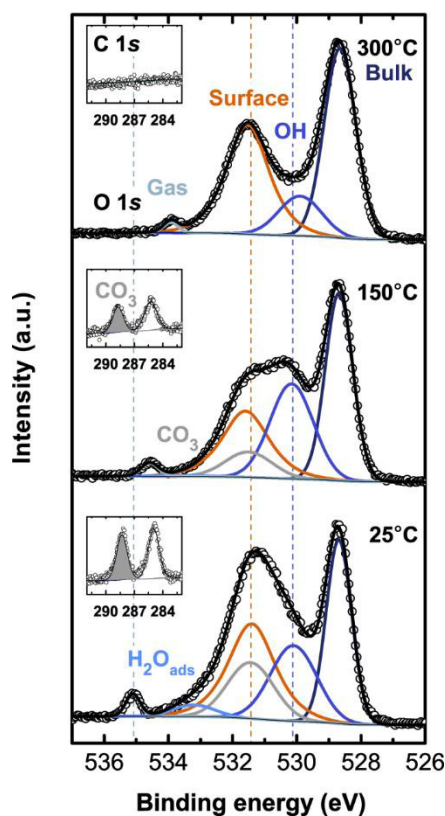 C 1s
300°C
Bulk
Surface
OH
290 287 284
Gas
O 1s
CO3
150°C
290 287 284
CO3
25°C
290 287 284
H2Oads
Intensity (a.u.)
536 534 532 530 528 526
Binding energy (eV)